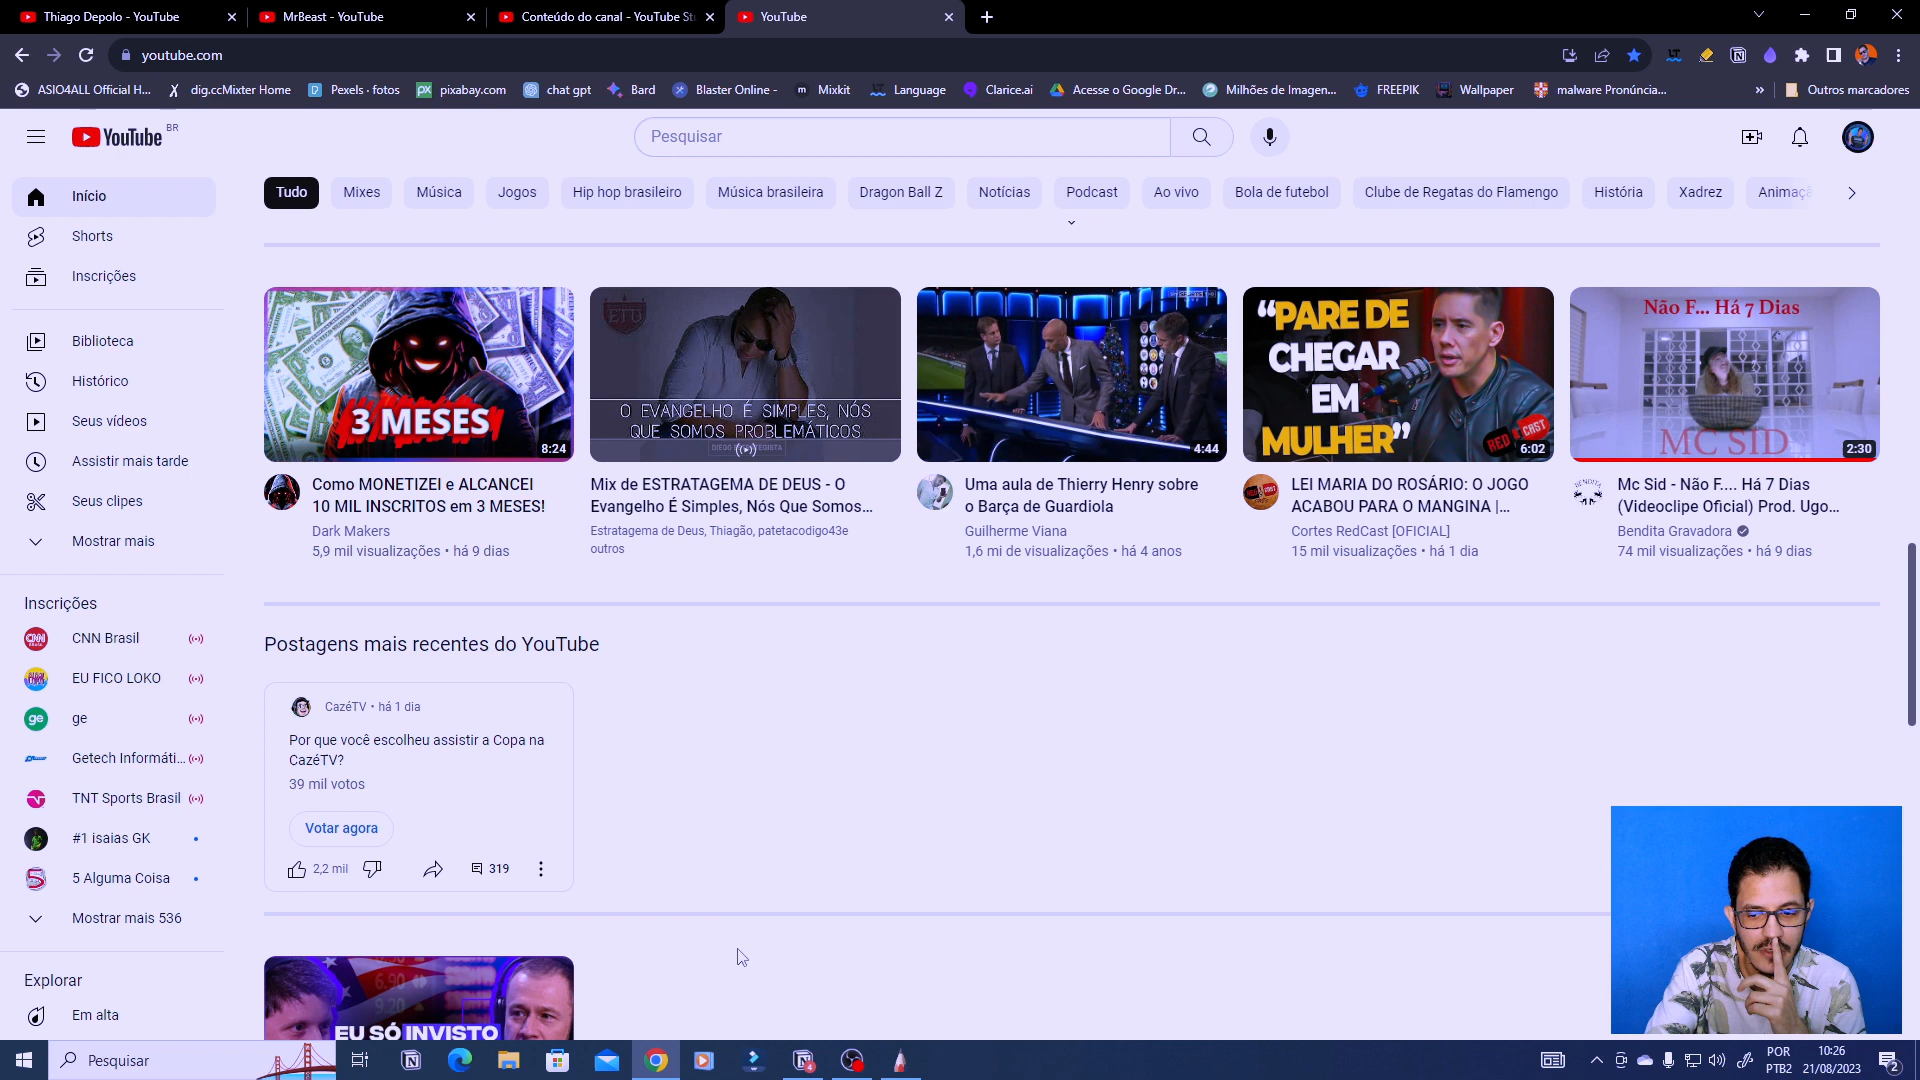 Thiago Depolo - YouTube
MrBeast - YouTube
Conteúdo do canal - YouTube St
YouTube
youtube.com
ASIO4ALL Official H...
dig.ccMixter Home
Pexels · fotos
pixabay.com
chat gpt
Bard
Blaster Online -
Mixkit
Language
Clarice.ai
Acesse o Google Dr...
Milhões de Imagen...
FREEPIK
Wallpaper
malware Pronúncia...
»
Outros marcadores
YouTube BR
Pesquisar
Tudo
Mixes
Música
Jogos
Hip hop brasileiro
Música brasileira
Dragon Ball Z
Notícias
Podcast
Ao vivo
Bola de futebol
Clube de Regatas do Flamengo
História
Xadrez
Animaçã
Início
Shorts
Inscrições
Biblioteca
Histórico
Seus vídeos
Assistir mais tarde
Seus clipes
Mostrar mais
Inscrições
CNN Brasil
EU FICO LOKO
ge
Getech Informáti...
TNT Sports Brasil
#1 isaias GK
5 Alguma Coisa
Mostrar mais 536
Explorar
Em alta
3 MESES
8:24
Como MONETIZEI e ALCANCEI
10 MIL INSCRITOS em 3 MESES!
Dark Makers
5,9 mil visualizações • há 9 dias
O EVANGELHO É SIMPLES, NÓS
QUE SOMOS PROBLEMÁTICOS
Mix de ESTRATAGEMA DE DEUS - O
Evangelho É Simples, Nós Que Somos...
Estratagema de Deus, Thiagão, patetacodigo43e
outros
4:44
Uma aula de Thierry Henry sobre
o Barça de Guardiola
Guilherme Viana
1,6 mi de visualizações • há 4 anos
“PARE DE
CHEGAR
EM
MULHER”
RED CAST
6:02
LEI MARIA DO ROSÁRIO: O JOGO
ACABOU PARA O MANGINA |...
Cortes RedCast [OFICIAL]
15 mil visualizações • há 1 dia
Não F... Há 7 Dias
MC SID
2:30
Mc Sid - Não F.... Há 7 Dias
(Videoclipe Oficial) Prod. Ugo...
Bendita Gravadora
74 mil visualizações • há 9 dias
Postagens mais recentes do YouTube
CazéTV • há 1 dia
Por que você escolheu assistir a Copa na
CazéTV?
39 mil votos
Votar agora
2,2 mil
319
EU SÓ INVISTO
Pesquisar
POR
PTB2
10:26
21/08/2023
2